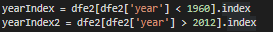 yearIndex = dfe2[dfe2['year'] < 1960].index
yearIndex2 = dfe2[dfe2['year'] > 2012].index